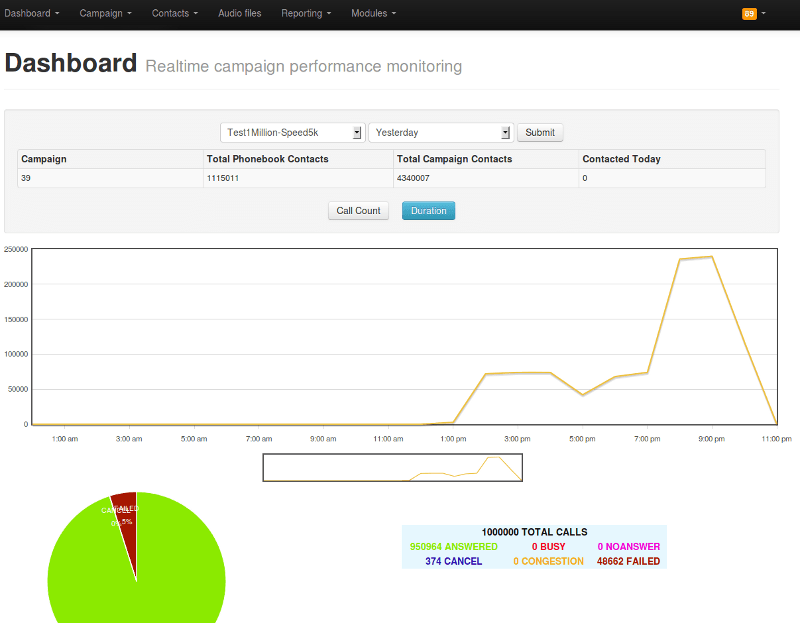 Dashboard Campaign Contacts Audio files Reporting Modules 89
Dashboard Realtime campaign performance monitoring
Test1Million-Speed5k Yesterday Submit
Campaign Total Phonebook Contacts Total Campaign Contacts Contacted Today
39 1115011 4340007 0
Call Count Duration
250000
200000
150000
100000
50000
0
1:00 am 3:00 am 5:00 am 7:00 am 9:00 am 11:00 am 1:00 pm 3:00 pm 5:00 pm 7:00 pm 9:00 pm 11:00 pm
CANCEL FAILED
0% 5%
1000000 TOTAL CALLS
950964 ANSWERED 0 BUSY 0 NOANSWER
374 CANCEL 0 CONGESTION 48662 FAILED